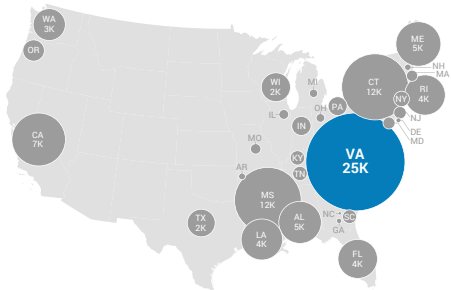 WA
3K
OR
ME
5K
NH
MA
WI
2K
MI
CT
12K
RI
4K
NY
IL
OH
PA
NJ
IN
DE
MD
CA
7K
MO
KY
VA
25K
AR
TN
MS
12K
NC
SC
TX
2K
AL
5K
GA
LA
4K
FL
4K